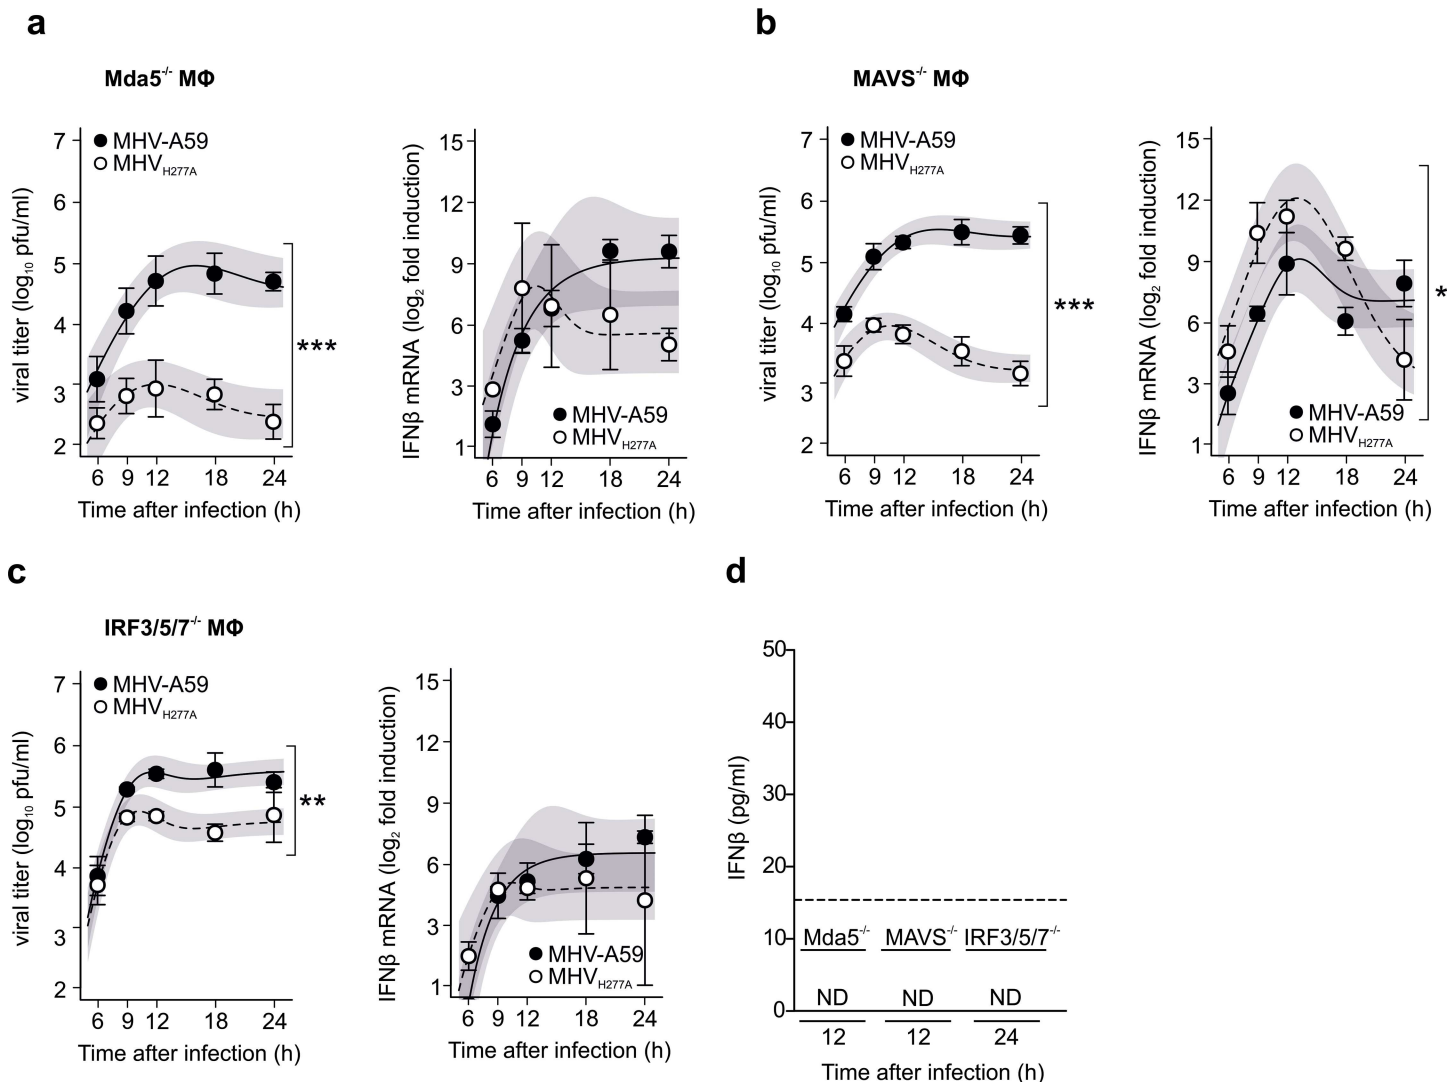 a
Mda5-/- MΦ
viral titer (log10 pfu/ml)
7
6
5
4
3
2
MHV-A59
MHVH277A
***
6 9 12 18 24
Time after infection (h)
IFNβ mRNA (log2 fold induction)
15
12
9
6
3
1
MHV-A59
MHVH277A
6 9 12 18 24
Time after infection (h)
b
MAVS-/- MΦ
viral titer (log10 pfu/ml)
7
6
5
4
3
2
MHV-A59
MHVH277A
***
6 9 12 18 24
Time after infection (h)
IFNβ mRNA (log2 fold induction)
15
12
9
6
3
1
*
MHV-A59
MHVH277A
6 9 12 18 24
Time after infection (h)
c
IRF3/5/7-/- MΦ
viral titer (log10 pfu/ml)
7
6
5
4
3
2
MHV-A59
MHVH277A
**
6 9 12 18 24
Time after infection (h)
IFNβ mRNA (log2 fold induction)
15
12
9
6
3
1
MHV-A59
MHVH277A
6 9 12 18 24
Time after infection (h)
d
IFNβ (pg/ml)
50
40
30
20
10
0
Mda5-/- MAVS-/- IRF3/5/7-/-
ND ND ND
12 12 24
Time after infection (h)